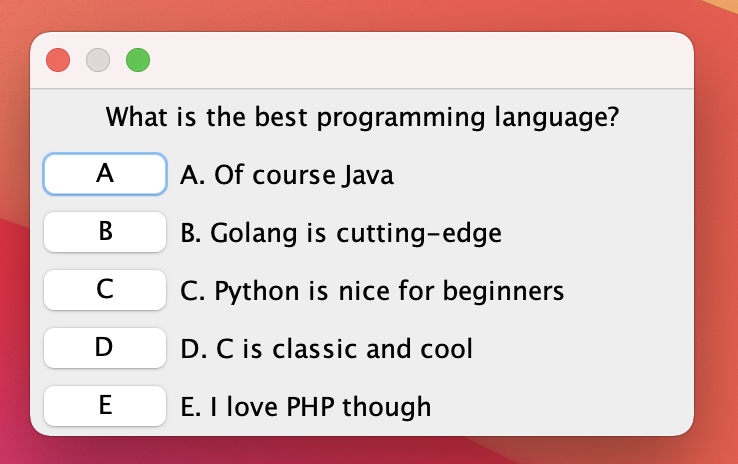 What is the best programming language?
A A. Of course Java
B B. Golang is cutting-edge
C C. Python is nice for beginners
D D. C is classic and cool
E E. I love PHP though